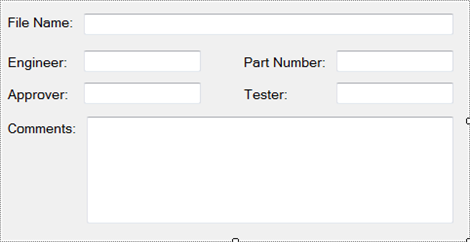 File Name:
Engineer: Part Number:
Approver: Tester:
Comments: